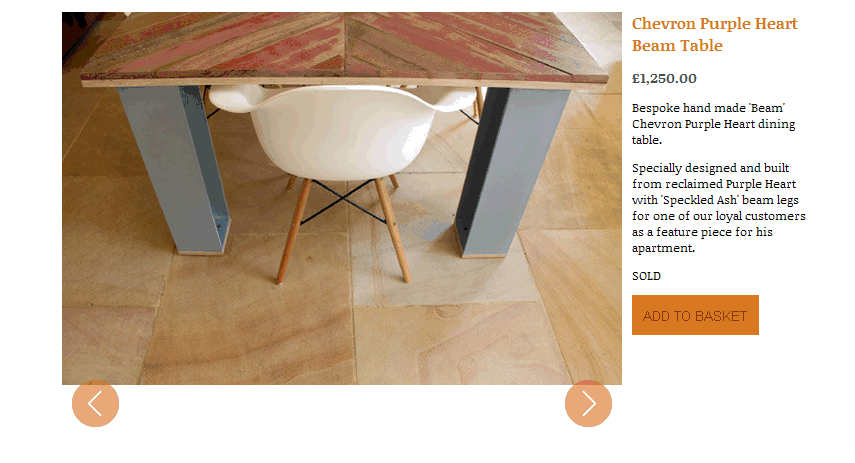 Chevron Purple Heart
Beam Table
£1,250.00
Bespoke hand made 'Beam'
Chevron Purple Heart dining
table.
Specially designed and built
from reclaimed Purple Heart
with 'Speckled Ash' beam legs
for one of our loyal customers
as a feature piece for his
apartment.
SOLD
ADD TO BASKET